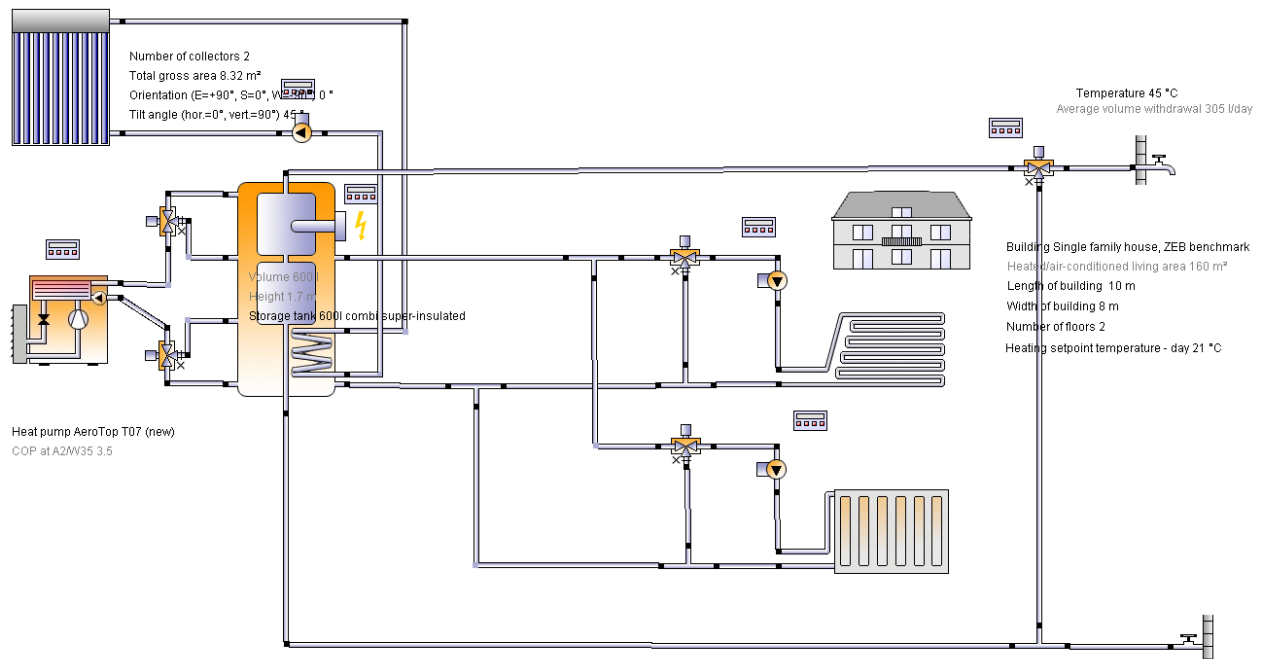 Number of collectors 2
Total gross area 8.32 m²
Orientation (E=+90°, S=0°, W=-90°) 0 °
Tilt angle (hor.=0°, vert.=90°) 45 °
Temperature 45 °C
Average volume withdrawal 305 l/day
Building Single family house, ZEB benchmark
Heated/air-conditioned living area 160 m²
Length of building 10 m
Width of building 8 m
Number of floors 2
Heating setpoint temperature - day 21 °C
Volume 600 l
Height 1.7 m
Storage tank 600l combi super-insulated
Heat pump AeroTop T07 (new)
COP at A2/W35 3.5